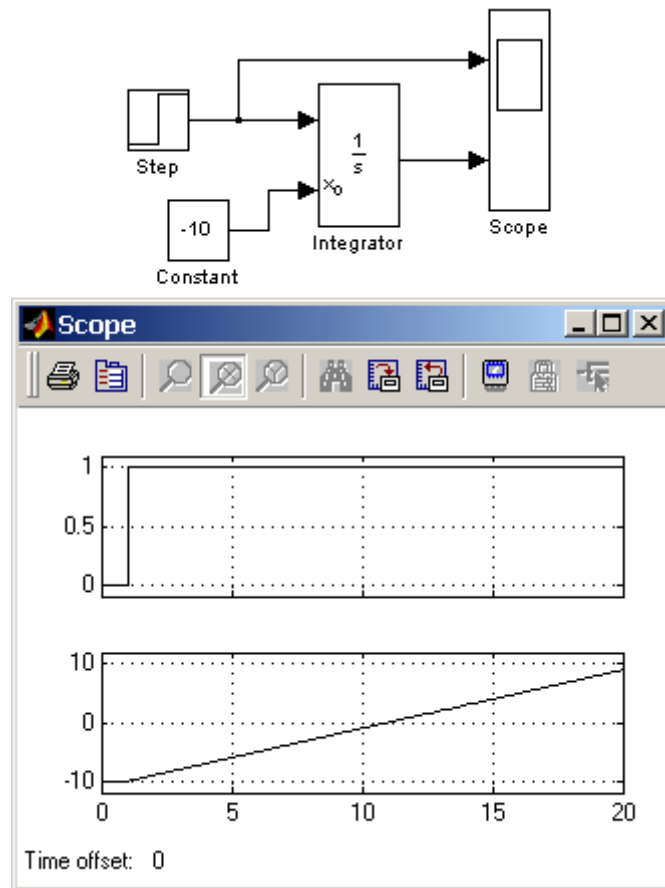 Step
1
s
x0
-10
Integrator
Scope
Constant
Scope
1
0.5
0
10
0
-10
0 5 10 15 20
Time offset: 0